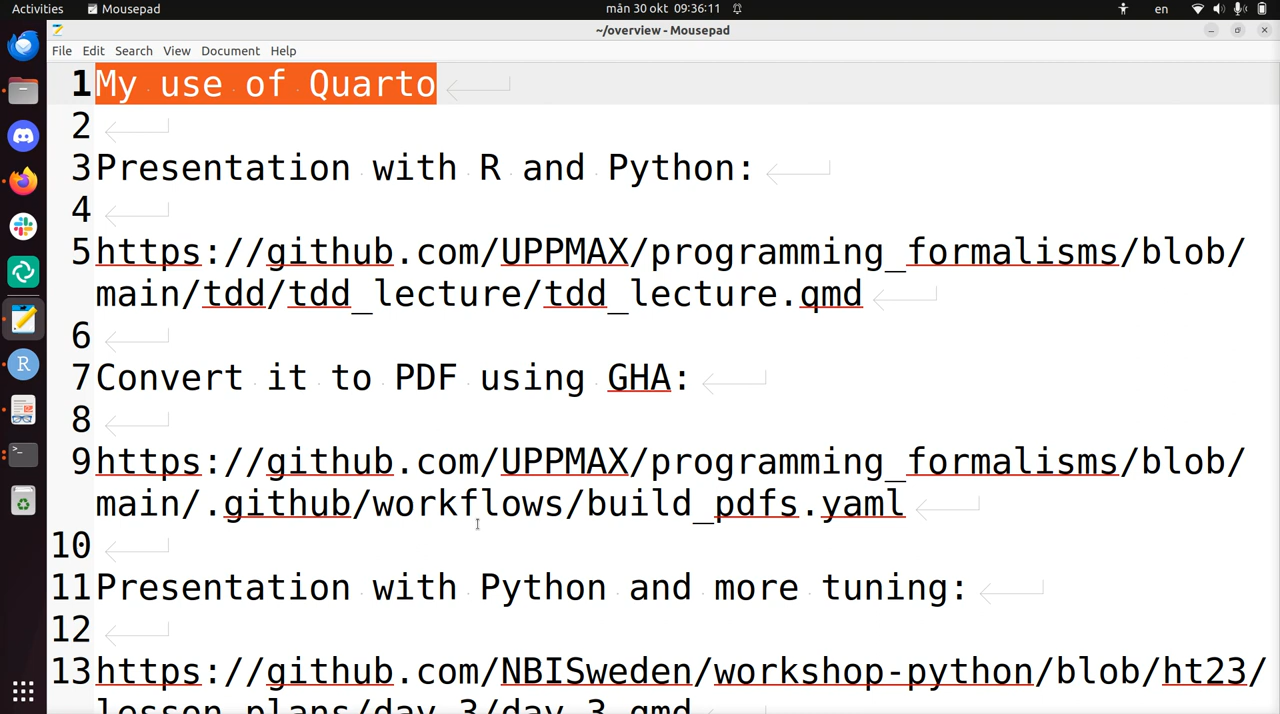 Activities Mousepad mån 30 okt 09:36:11 en
~/overview - Mousepad
File Edit Search View Document Help
1 My use of Quarto
2
3 Presentation with R and Python:
4
5 https://github.com/UPPMAX/programming_formalisms/blob/
main/tdd/tdd_lecture/tdd_lecture.qmd
6
7 Convert it to PDF using GHA:
8
9 https://github.com/UPPMAX/programming_formalisms/blob/
main/.github/workflows/build_pdfs.yaml
10
11 Presentation with Python and more tuning:
12
13 https://github.com/NBISweden/workshop-python/blob/ht23/
lesson_plans/day_3/day_3.qmd